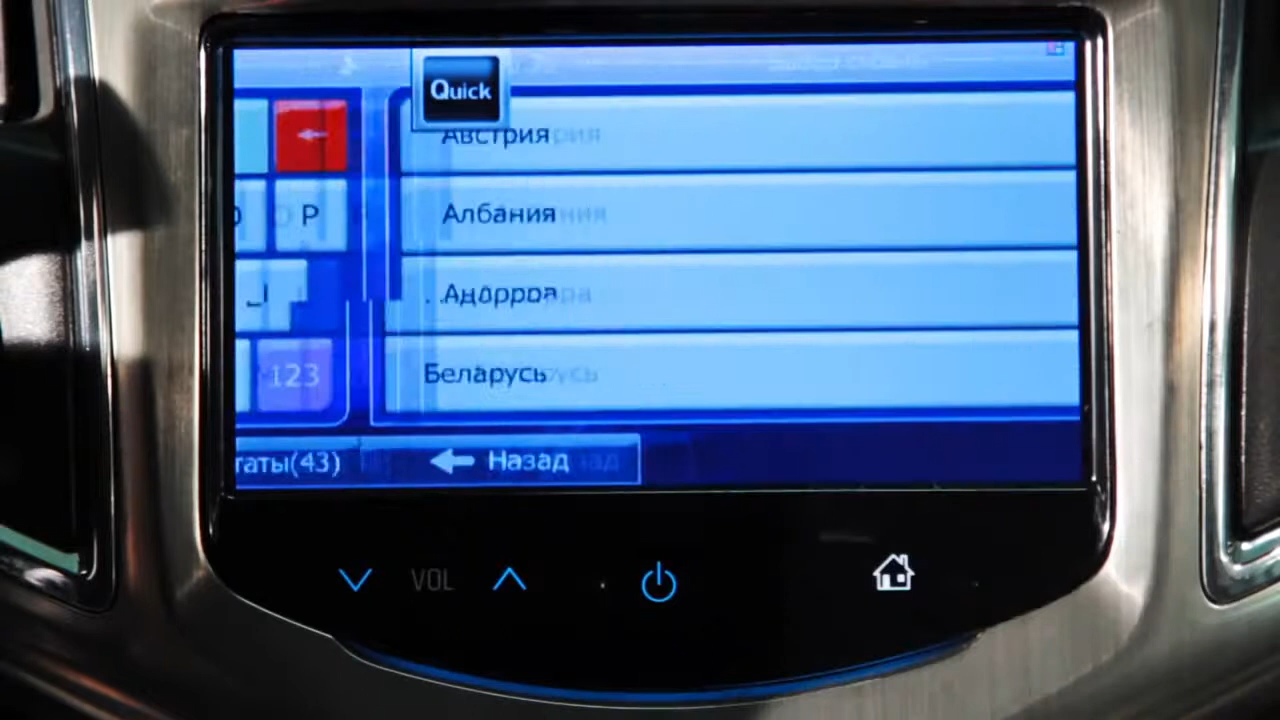 Quick
Австрия
Албания
P
Андорра
Беларусь
123
таты(43)
Назад
VOL